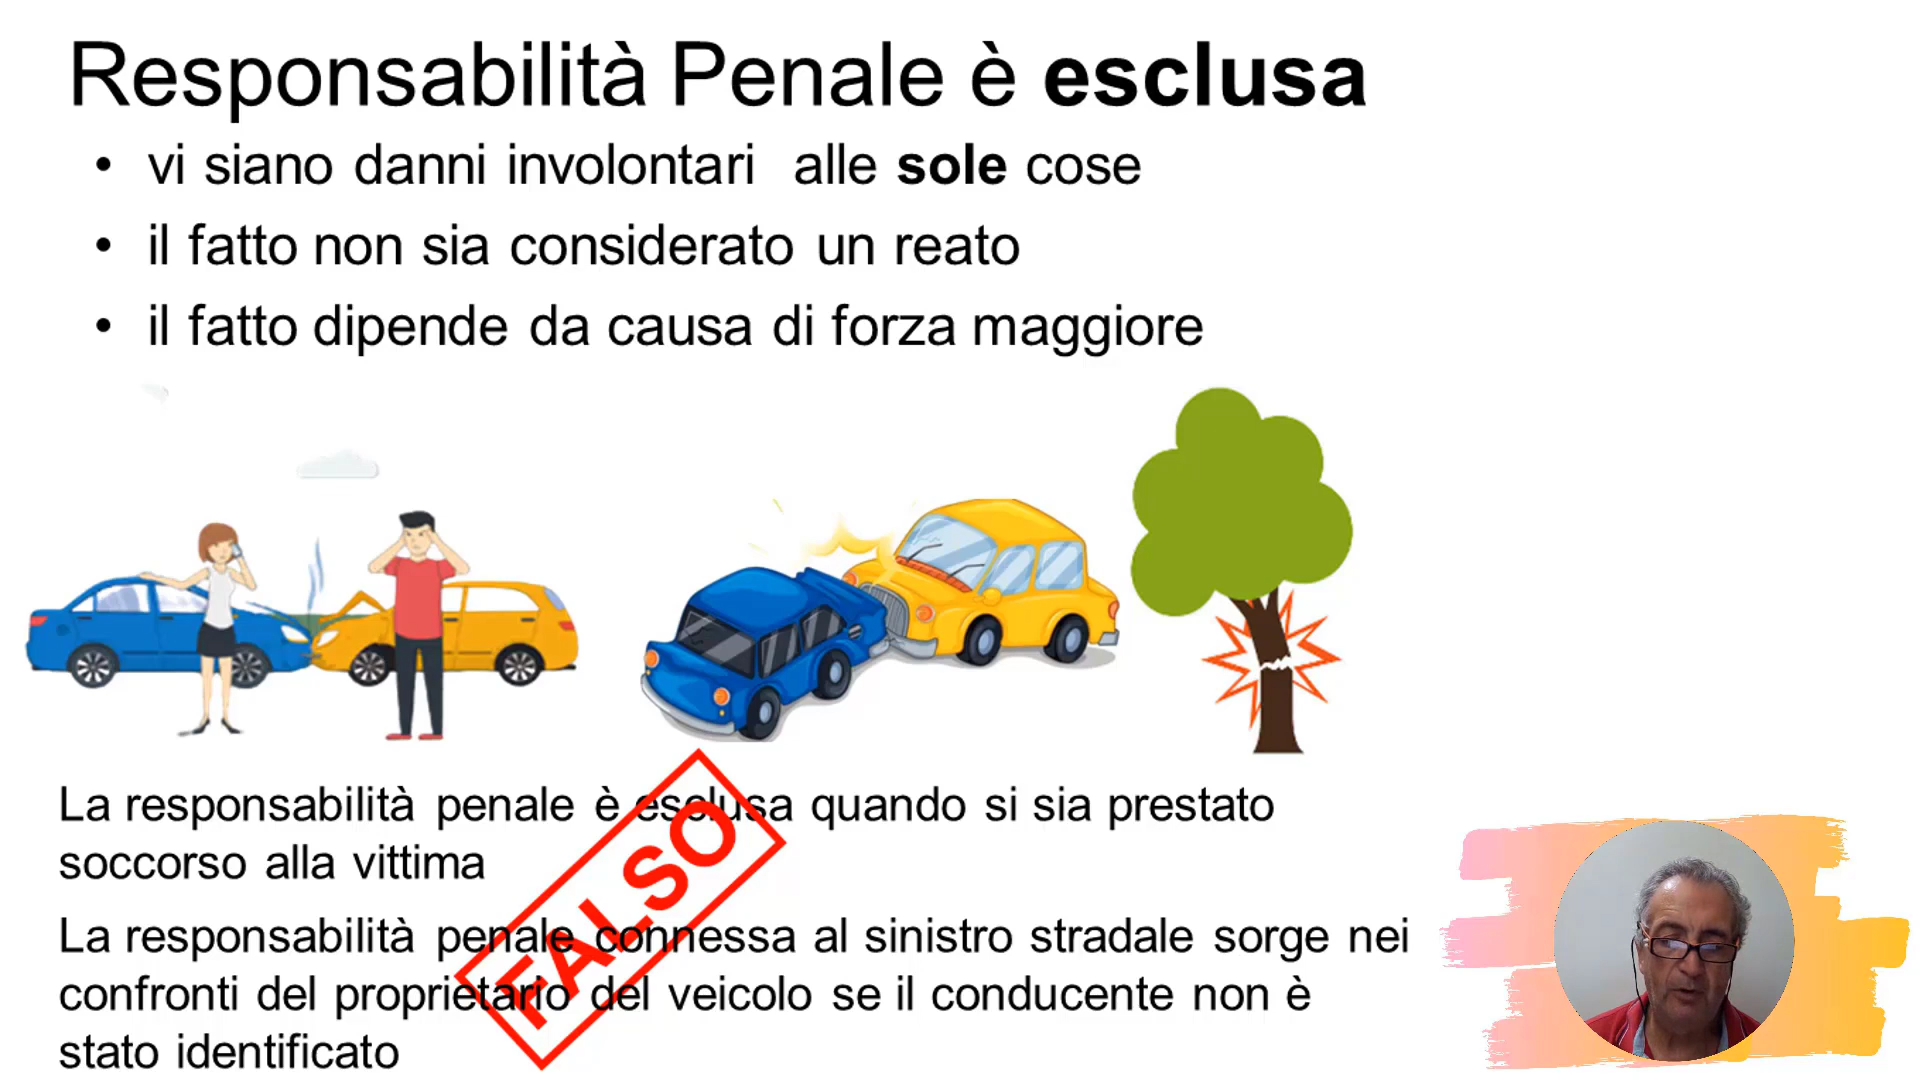 Responsabilità Penale è esclusa
• vi siano danni involontari alle sole cose
• il fatto non sia considerato un reato
• il fatto dipende da causa di forza maggiore
La responsabilità penale è esclusa quando si sia prestato
soccorso alla vittima
FALSO
La responsabilità penale connessa al sinistro stradale sorge nei
confronti del proprietario del veicolo se il conducente non è
stato identificato